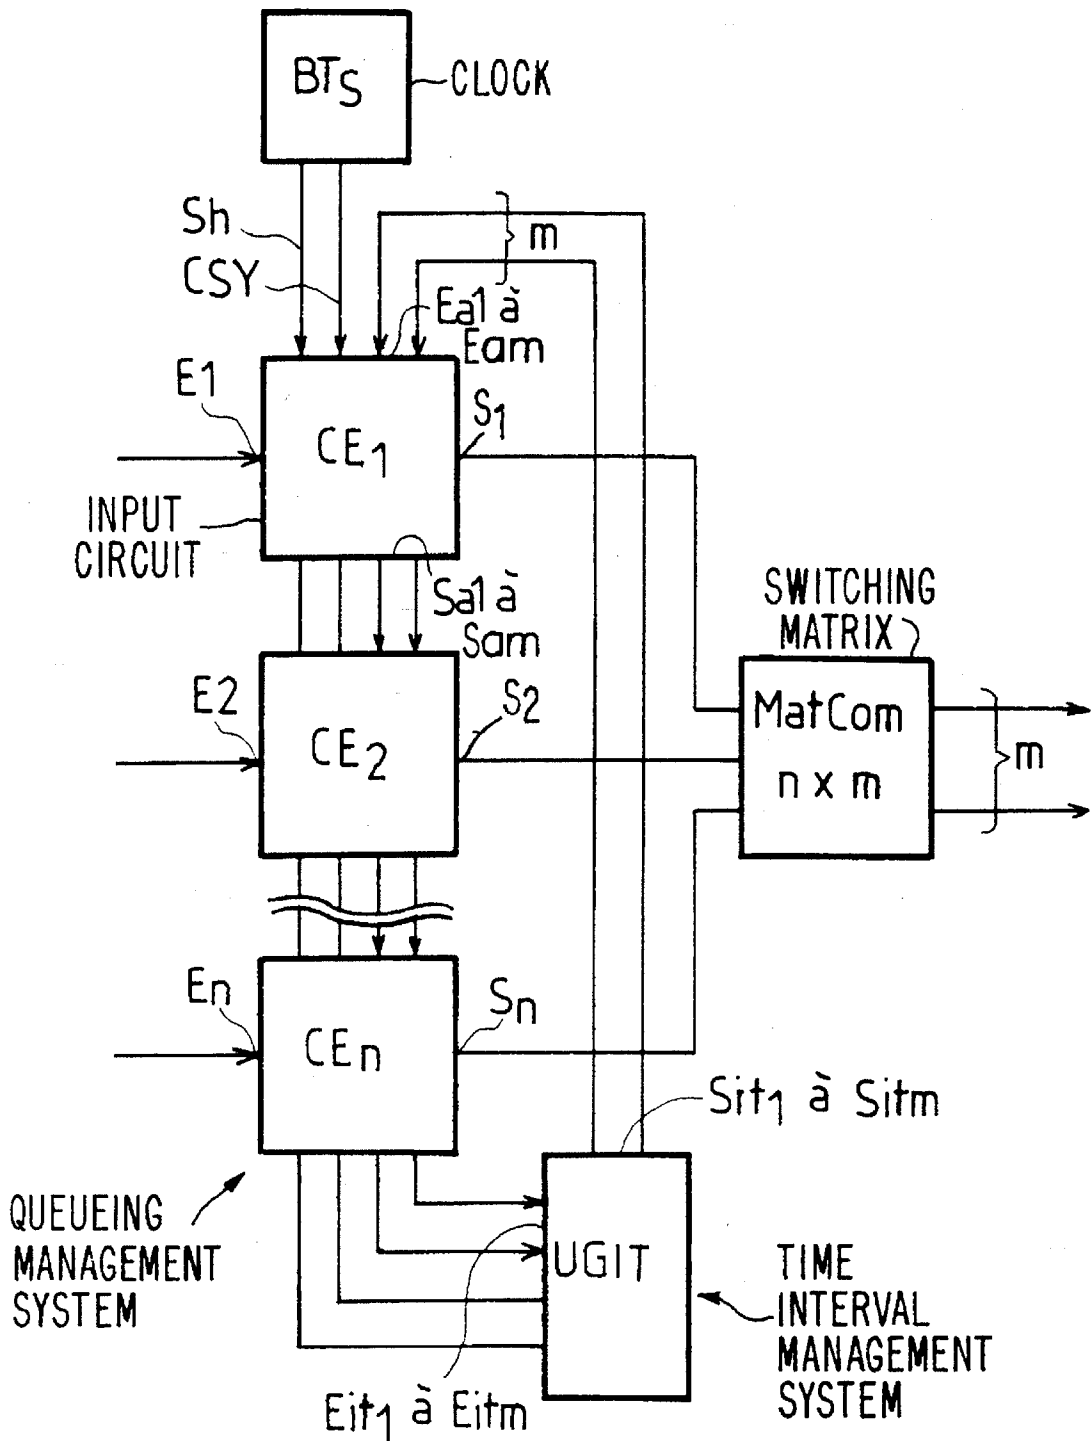 BTS
CLOCK
Sh
CSY
m
Ea1 à
Eam
E1
CE1
S1
INPUT
CIRCUIT
Sa1 à
Sam
SWITCHING
MATRIX
E2
CE2
S2
MatCom
n x m
m
En
CEn
Sn
Sit1 à Sitm
QUEUEING
MANAGEMENT
SYSTEM
UGIT
TIME
INTERVAL
MANAGEMENT
SYSTEM
Eit1 à Eitm